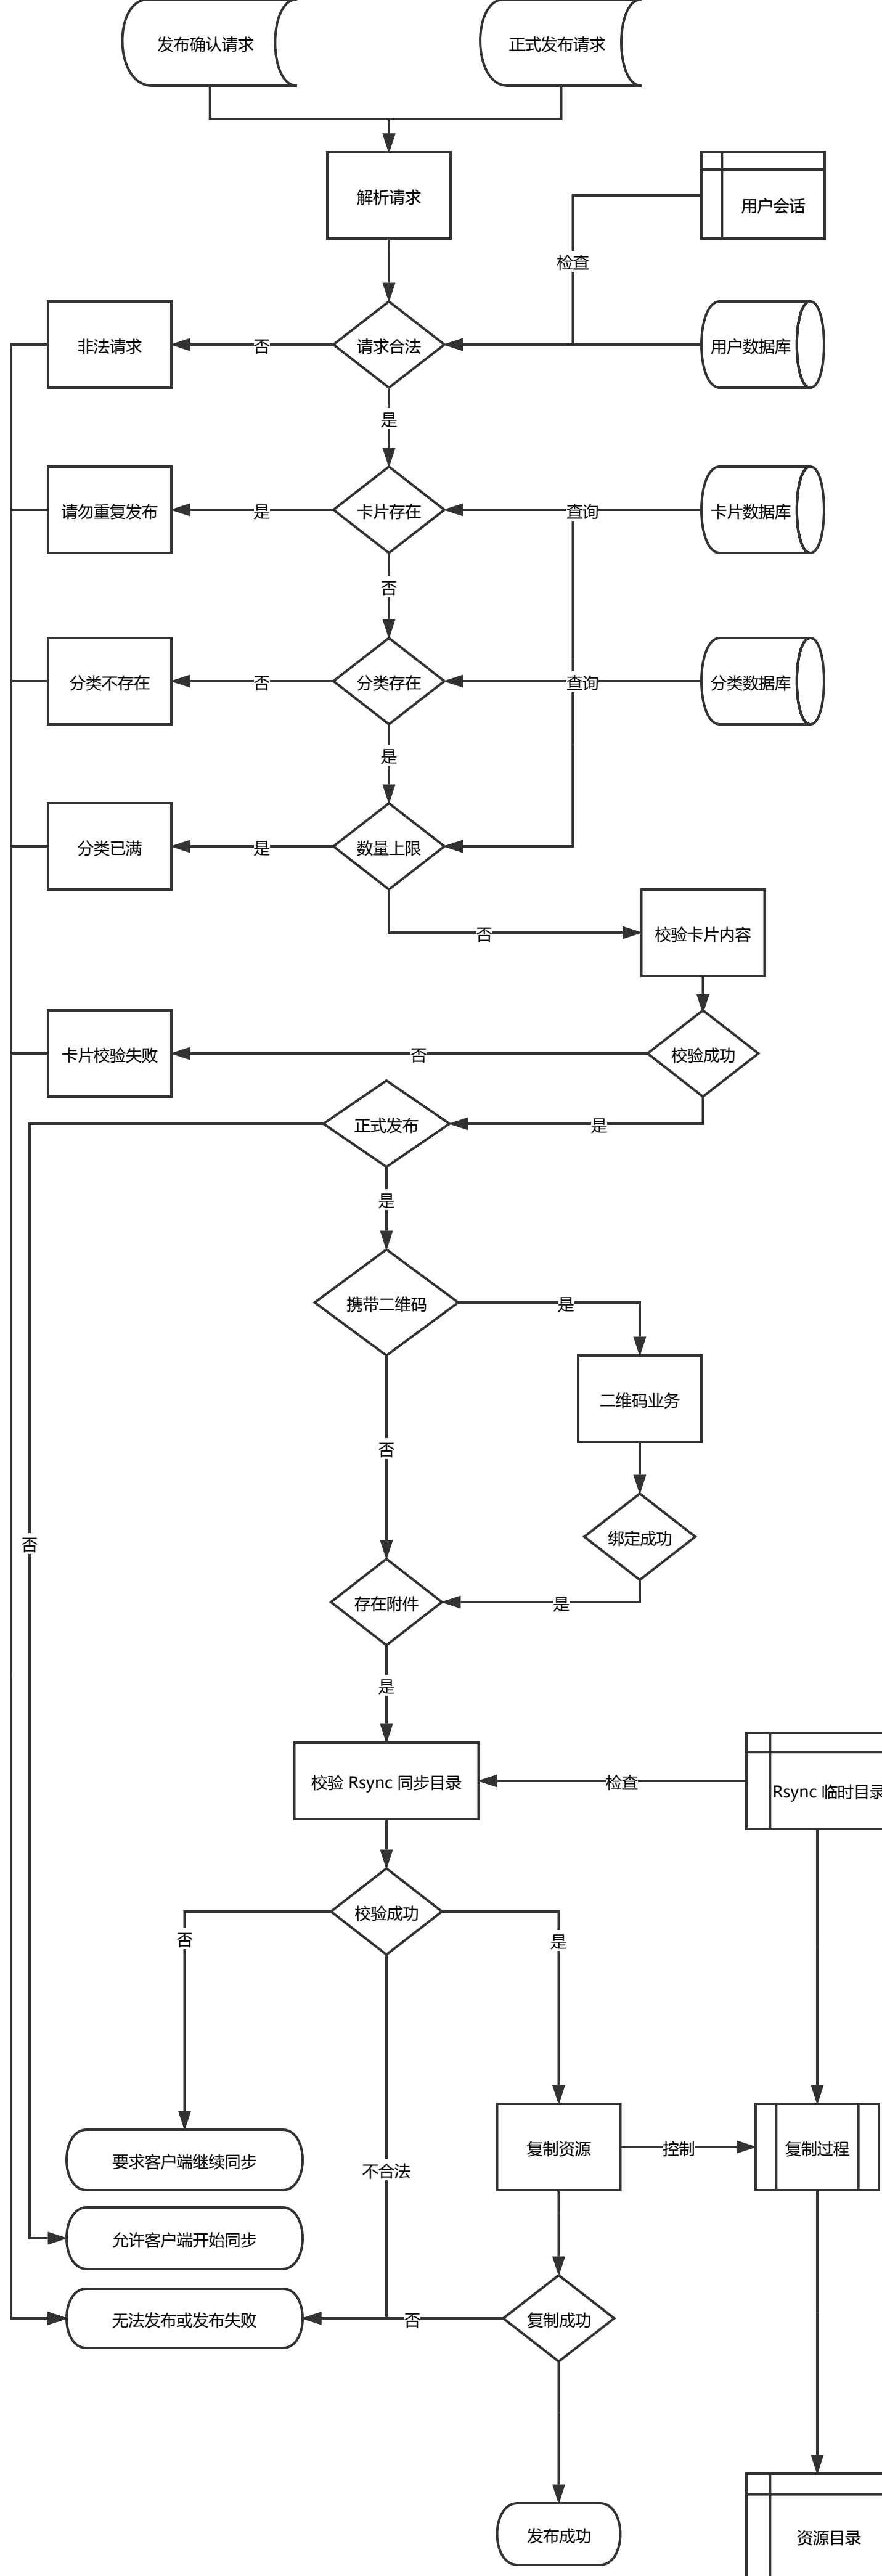 发布确认请求
正式发布请求
解析请求
用户会话
检查
非法请求
否
请求合法
用户数据库
是
请勿重复发布
是
卡片存在
查询
卡片数据库
否
分类不存在
否
分类存在
查询
分类数据库
是
分类已满
是
数量上限
否
校验卡片内容
卡片校验失败
否
校验成功
正式发布
是
是
携带二维码
是
二维码业务
否
否
绑定成功
存在附件
是
是
校验 Rsync 同步目录
检查
Rsync 临时目录
校验成功
否
是
要求客户端继续同步
不合法
复制资源
控制
复制过程
允许客户端开始同步
无法发布或发布失败
否
复制成功
发布成功
资源目录